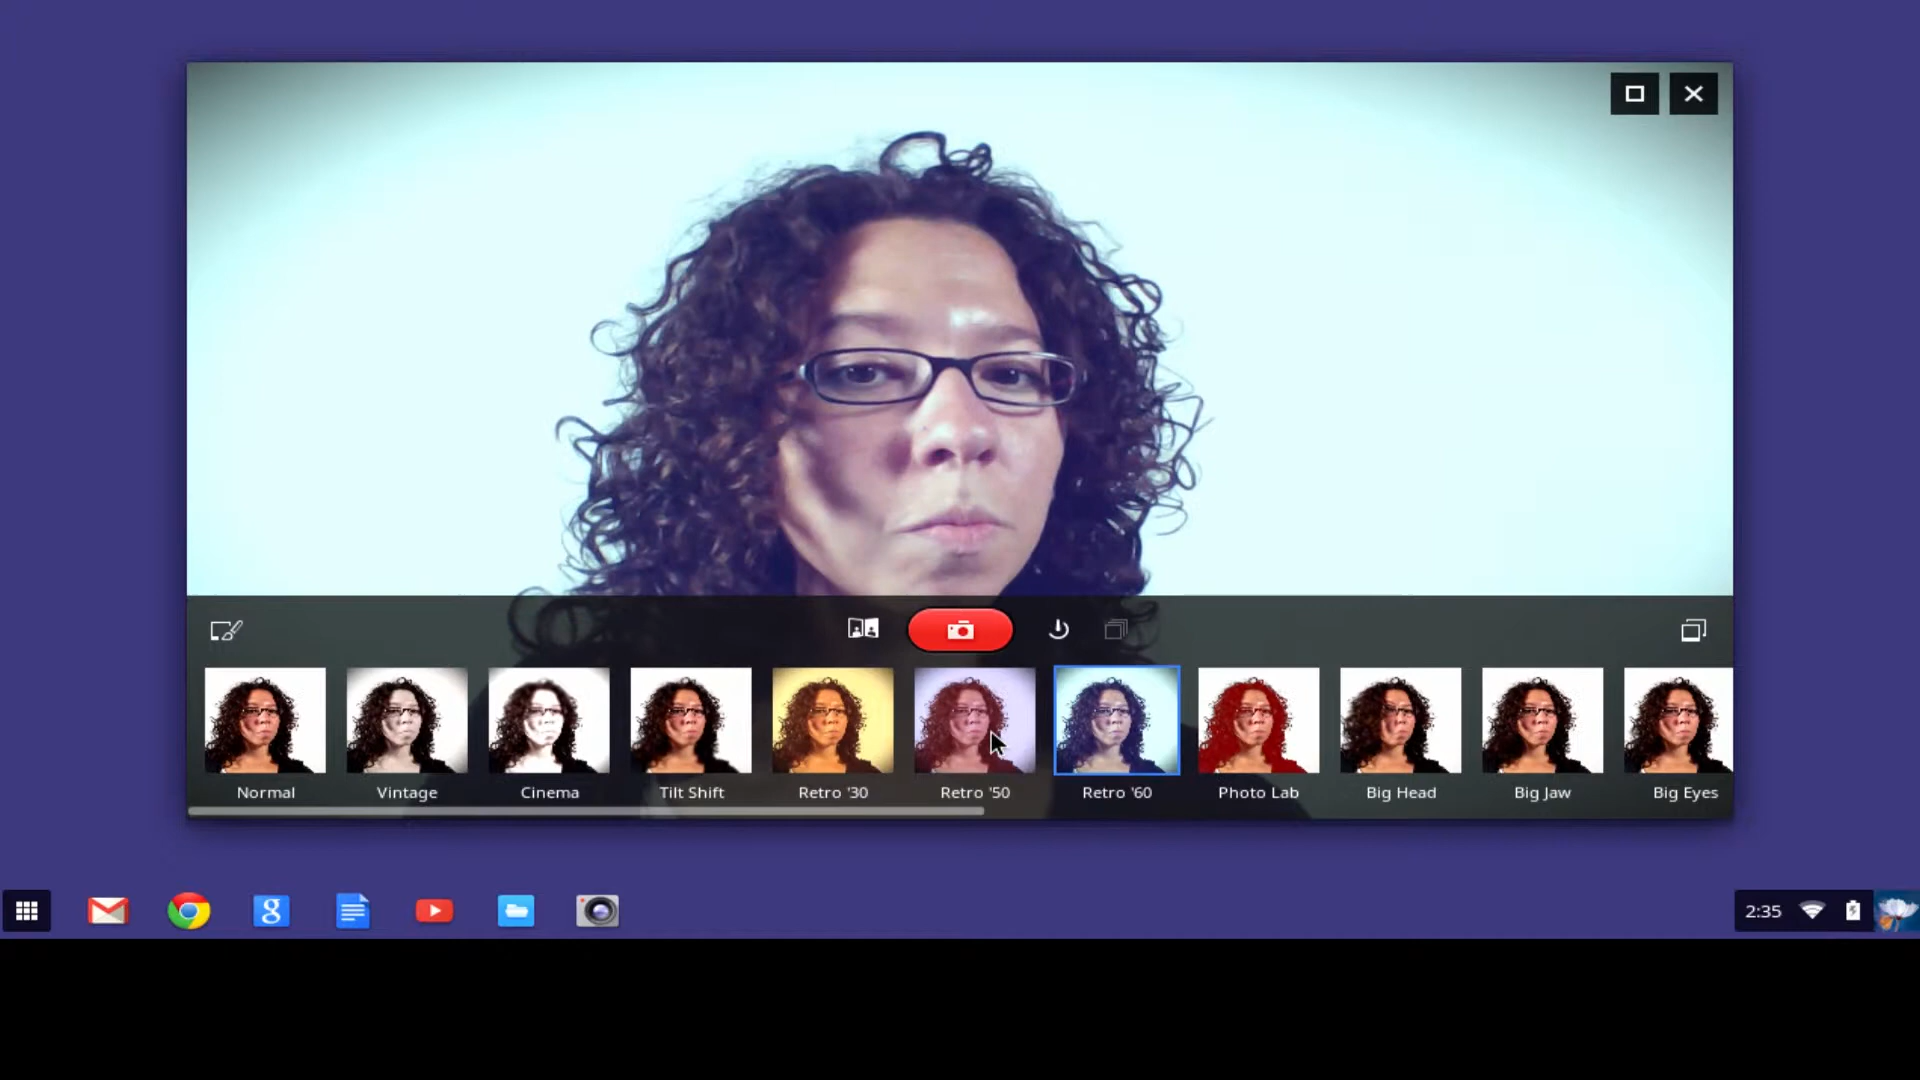 Normal
Vintage
Cinema
Tilt Shift
Retro '30
Retro '50
Retro '60
Photo Lab
Big Head
Big Jaw
Big Eyes
g
2:35